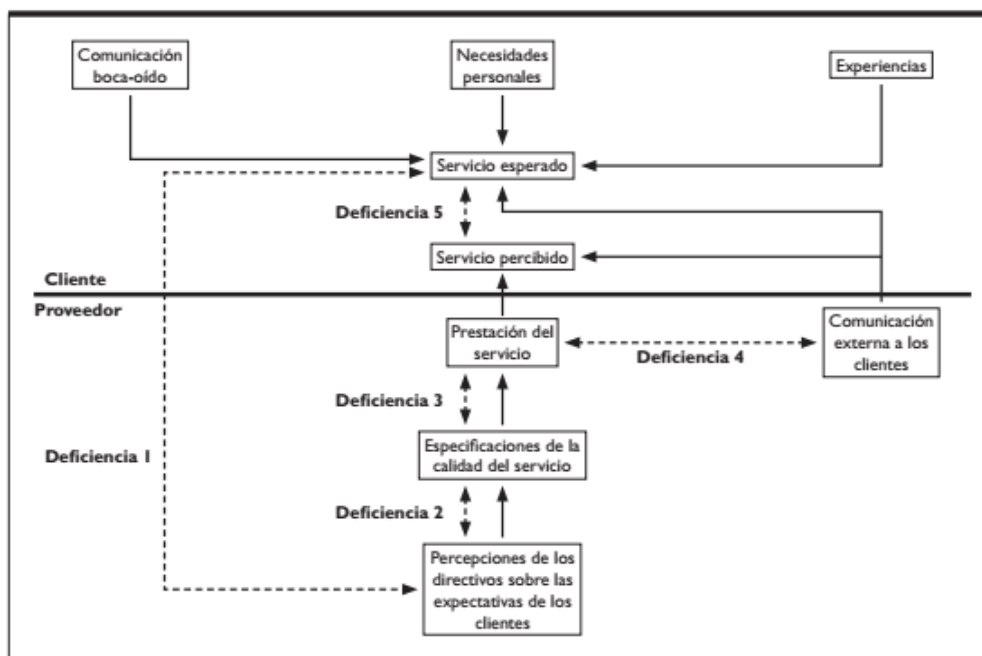 Comunicación
boca-oído
Necesidades
personales
Experiencias
Servicio esperado
Deficiencia 5
Servicio percibido
Cliente
Proveedor
Prestación del
servicio
Comunicación
externa a los
clientes
Deficiencia 4
Deficiencia 3
Especificaciones de la
calidad del servicio
Deficiencia 1
Deficiencia 2
Percepciones de los
directivos sobre las
expectativas de los
clientes